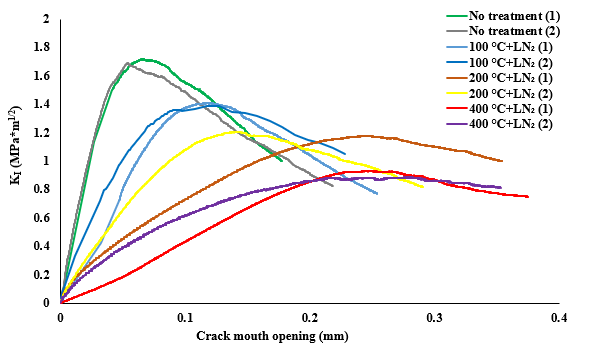 No treatment (1)
No treatment (2)
100 °C+LN₂ (1)
100 °C+LN₂ (2)
200 °C+LN₂ (1)
200 °C+LN₂ (2)
400 °C+LN₂ (1)
400 °C+LN₂ (2)
K_I (MPa*m^1/2)
2
1.8
1.6
1.4
1.2
1
0.8
0.6
0.4
0.2
0
0 0.1 0.2 0.3 0.4
Crack mouth opening (mm)